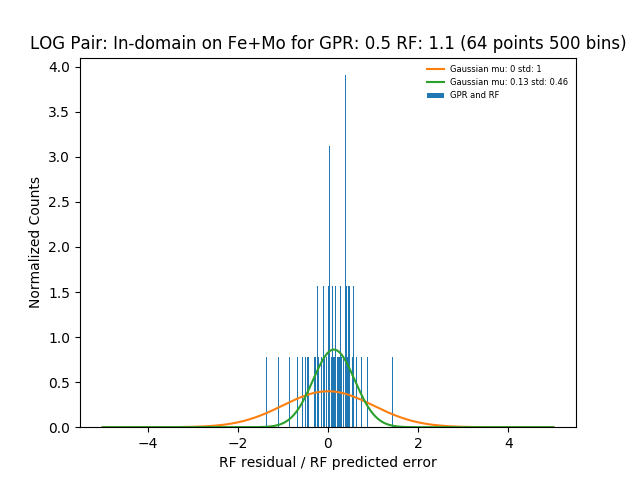 LOG Pair: In-domain on Fe+Mo for GPR: 0.5 RF: 1.1 (64 points 500 bins)
Gaussian mu: 0 std: 1
Gaussian mu: 0.13 std: 0.46
GPR and RF
Normalized Counts
4.0
3.5
3.0
2.5
2.0
1.5
1.0
0.5
0.0
−4
−2
0
2
4
RF residual / RF predicted error